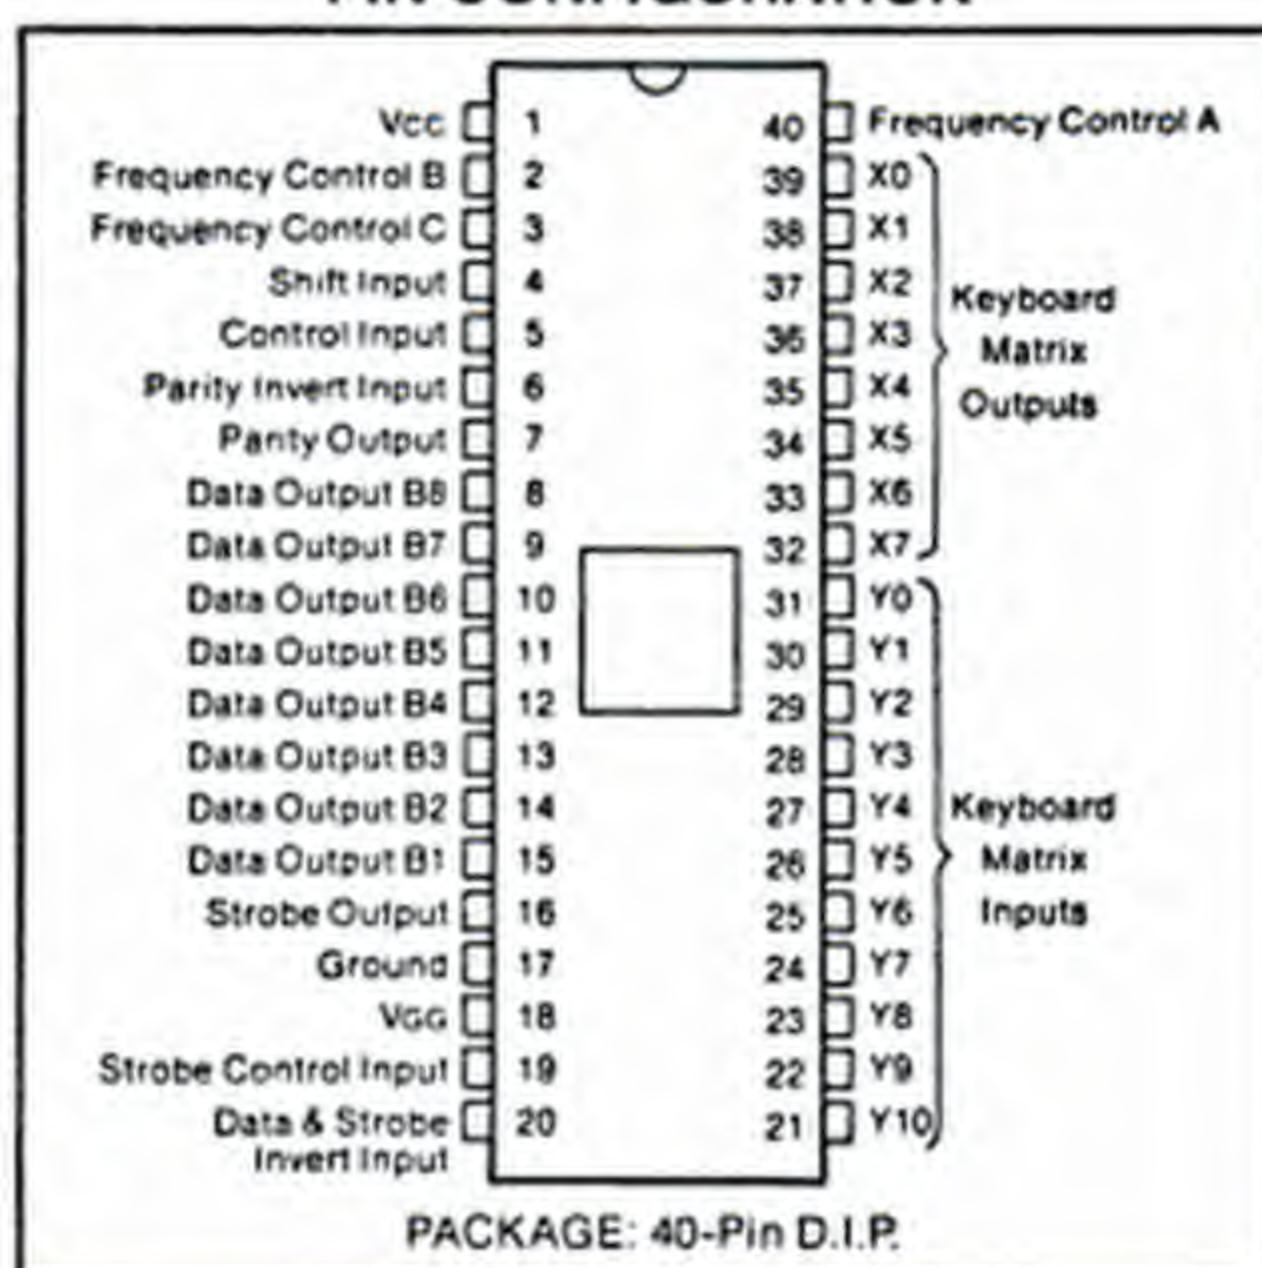 PIN CONFIGURATION
Vcc 1 40 Frequency Control A
Frequency Control B 2 39 X0
Frequency Control C 3 38 X1
Shift Input 4 37 X2
Keyboard
Control Input 5 36 X3
Matrix
Parity Invert Input 6 35 X4
Outputs
Parity Output 7 34 X5
Data Output B8 8 33 X6
Data Output B7 9 32 X7
Data Output B6 10 31 Y0
Data Output B5 11 30 Y1
Data Output B4 12 29 Y2
Data Output B3 13 28 Y3
Data Output B2 14 27 Y4 Keyboard
Data Output B1 15 26 Y5 Matrix
Strobe Output 16 25 Y6 Inputs
Ground 17 24 Y7
VGG 18 23 Y8
Strobe Control Input 19 22 Y9
Data & Strobe 20 21 Y10
Invert Input
PACKAGE: 40-Pin D.I.P.